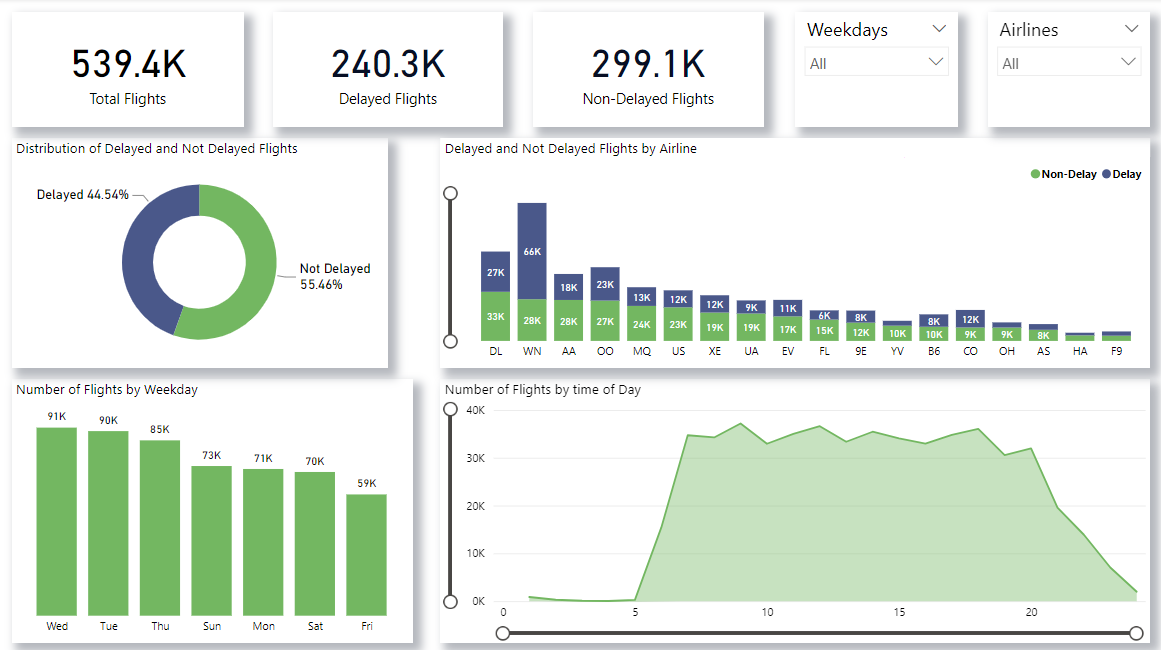 539.4K
Total Flights
240.3K
Delayed Flights
299.1K
Non-Delayed Flights
Weekdays
All
Airlines
All
Distribution of Delayed and Not Delayed Flights
Delayed 44.54%
Not Delayed
55.46%
Delayed and Not Delayed Flights by Airline
Non-Delay Delay
27K 66K 18K 23K 13K 12K 12K 9K 11K 6K 8K 8K 12K
33K 28K 28K 27K 24K 23K 19K 19K 17K 15K 12K 10K 10K 9K 9K 8K
DL WN AA OO MQ US XE UA EV FL 9E YV B6 CO OH AS HA F9
Number of Flights by Weekday
91K 90K 85K 73K 71K 70K 59K
Wed Tue Thu Sun Mon Sat Fri
Number of Flights by time of Day
40K
30K
20K
10K
0K
0 5 10 15 20